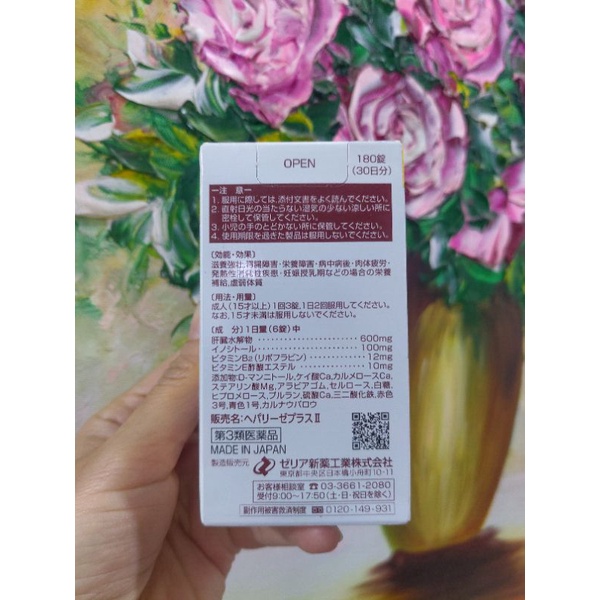 OPEN
180錠
(30日分)
ー注 意ー
1. 服用に際しては、添付文書をよく読んでください。
2. 直射日光の当たらない湿気の少ない涼しい所に
密栓して保管してください。
3. 小児の手のとどかない所に保管してください。
4. 使用期限を過ぎた製品は服用しないでください。
〔効能・効果〕
滋養強壮、胃腸障害・栄養障害・病中病後・肉体疲労・
発熱性消耗性疾患・妊娠授乳期などの場合の栄養
補給、虚弱体質
〔用法・用量〕
成人(15才以上)1回3錠、1日2回服用してください。
なお、15才未満は服用しないでください。
〔成 分〕1日量(6錠)中
肝臓水解物 600mg
イノシトール 100mg
ビタミンB2(リボフラビン) 12mg
ビタミンE酢酸エステル 10mg
添加物:D-マンニトール、ケイ酸Ca、カルメロースCa、
ステアリン酸Mg、アラビアゴム、セルロース、白糖、
ヒプロメロース、プルラン、硫酸Ca、三二酸化鉄、赤色
3号、青色1号、カルナウバロウ
販売名:ヘパリーゼプラスⅡ
第3類医薬品
MADE IN JAPAN
製造販売元 ゼリア新薬工業株式会社
東京都中央区日本橋小舟町10-11
お客様相談室 ☎ 03-3661-2080
受付9:00〜17:50(土・日・祝日を除く)
副作用被害救済制度 0120-149-931